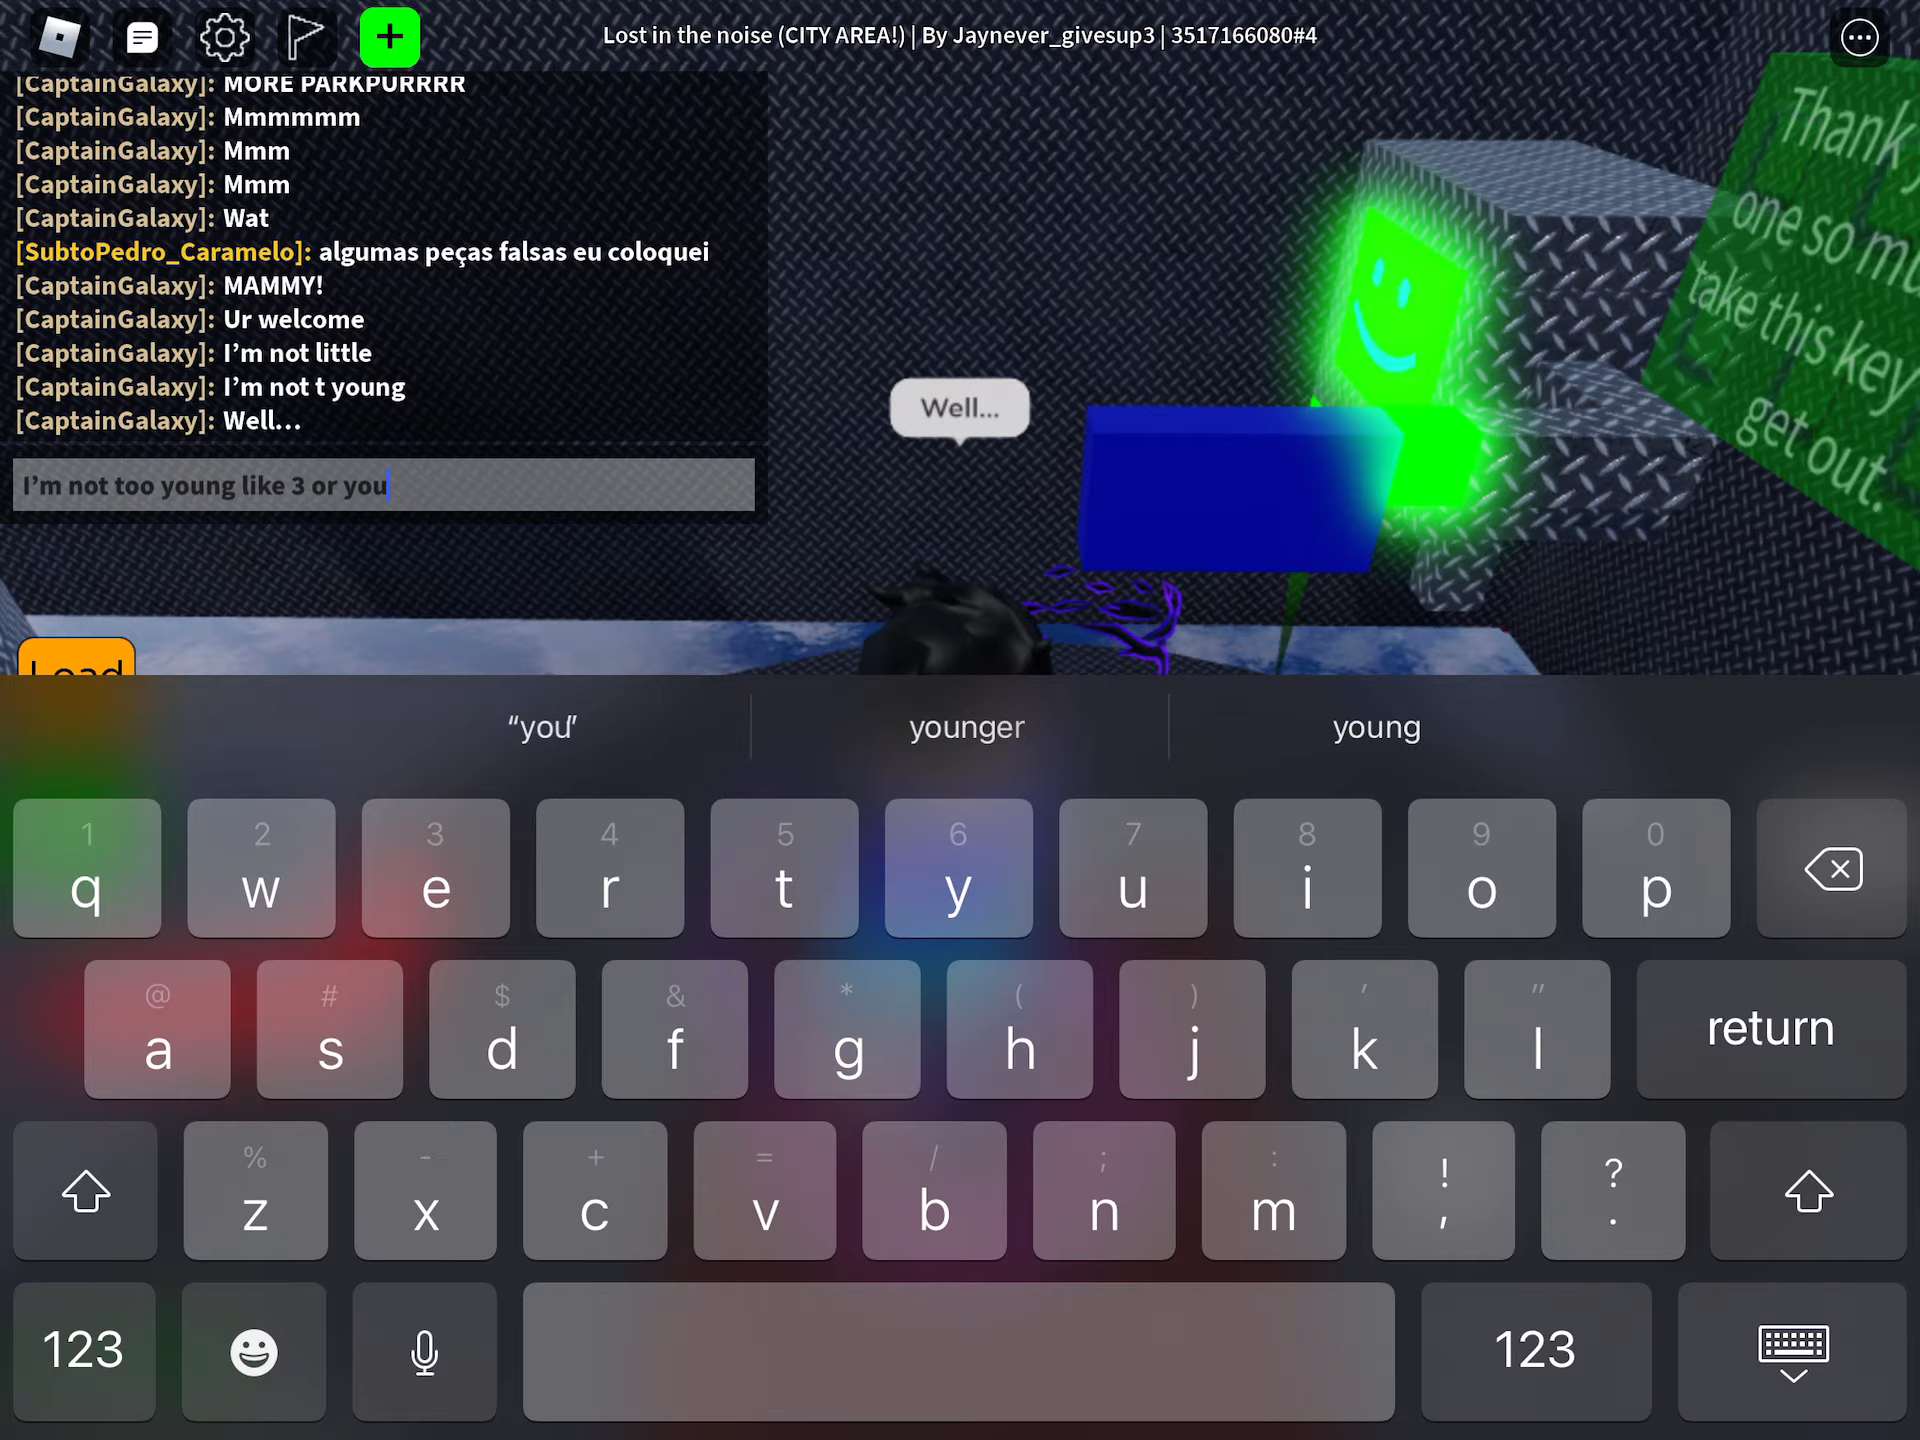 Lost in the noise (CITY AREA!) | By Jaynever_givesup3 | 3517166080#4
[CaptainGalaxy]: MORE PARKPURRRR
[CaptainGalaxy]: Mmmmmm
[CaptainGalaxy]: Mmm
[CaptainGalaxy]: Mmm
[CaptainGalaxy]: Wat
[SubtoPedro_Caramelo]: algumas peças falsas eu coloquei
[CaptainGalaxy]: MAMMY!
[CaptainGalaxy]: Ur welcome
[CaptainGalaxy]: I’m not little
[CaptainGalaxy]: I’m not t young
[CaptainGalaxy]: Well...
I’m not too young like 3 or you
Well...
Thank
one so mu
take this key
get out.
Load
“you” younger young
1 2 3 4 5 6 7 8 9 0
q w e r t y u i o p
@ # $ & * ( ) ' "
a s d f g h j k l return
% - + = / ; : ! ?
z x c v b n m , .
123 123